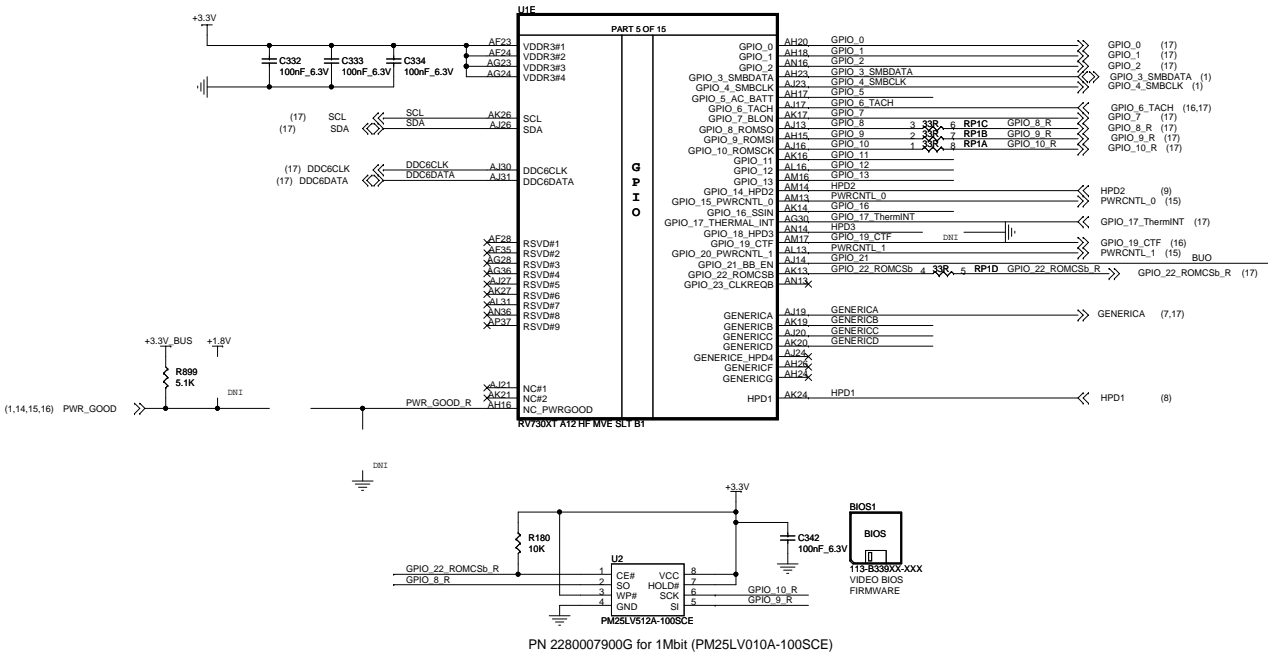 U1E
PART 5 OF 15
+3.3V
C332
100nF_6.3V
C333
100nF_6.3V
C334
100nF_6.3V
AF23 VDDR3#1
AF24 VDDR3#2
AG23 VDDR3#3
AG24 VDDR3#4
(17) SCL SCL AK26 SCL
(17) SDA SDA AJ26 SDA
(17) DDC6CLK DDC6CLK AJ30 DDC6CLK
(17) DDC6DATA DDC6DATA AJ31 DDC6DATA
AF28 RSVD#1
AF35 RSVD#2
AG28 RSVD#3
AG36 RSVD#4
AJ27 RSVD#5
AK27 RSVD#6
AL31 RSVD#7
AN36 RSVD#8
AP37 RSVD#9
AJ21 NC#1
AK21 NC#2
PWR_GOOD_R AH16 NC_PWRGOOD
GPIO
GPIO_0 AH20 GPIO_0 GPIO_0 (17)
GPIO_1 AH18 GPIO_1 GPIO_1 (17)
GPIO_2 AN16 GPIO_2 GPIO_2 (17)
GPIO_3_SMBDATA AH23 GPIO_3_SMBDATA GPIO_3_SMBDATA (1)
GPIO_4_SMBCLK AJ23 GPIO_4_SMBCLK GPIO_4_SMBCLK (1)
GPIO_5_AC_BATT AH17 GPIO_5
GPIO_6_TACH AJ17 GPIO_6_TACH GPIO_6_TACH (16,17)
GPIO_7_BLON AK17 GPIO_7 GPIO_7 (17)
GPIO_8_ROMSO AJ13 GPIO_8 3 33R 6 RP1C GPIO_8_R GPIO_8_R (17)
GPIO_9_ROMSI AH15 GPIO_9 2 33R 7 RP1B GPIO_9_R GPIO_9_R (17)
GPIO_10_ROMSCK AJ16 GPIO_10 1 33R 8 RP1A GPIO_10_R GPIO_10_R (17)
GPIO_11 AK16 GPIO_11
GPIO_12 AL16 GPIO_12
GPIO_13 AM16 GPIO_13
GPIO_14_HPD2 AM14 HPD2 HPD2 (9)
GPIO_15_PWRCNTL_0 AM13 PWRCNTL_0 PWRCNTL_0 (15)
GPIO_16_SSIN AK14 GPIO_16
GPIO_17_THERMAL_INT AG30 GPIO_17_ThermINT GPIO_17_ThermINT (17)
GPIO_18_HPD3 AN14 HPD3 DNI
GPIO_19_CTF AM17 GPIO_19_CTF GPIO_19_CTF (16)
GPIO_20_PWRCNTL_1 AL13 PWRCNTL_1 PWRCNTL_1 (15)
GPIO_21_BB_EN AJ14 GPIO_21 BUO
GPIO_22_ROMCSB AK13 GPIO_22_ROMCSb 4 33R 5 RP1D GPIO_22_ROMCSb_R GPIO_22_ROMCSb_R (17)
GPIO_23_CLKREQB AN13
GENERICA AJ19 GENERICA GENERICA (7,17)
GENERICB AK19 GENERICB
GENERICC AJ20 GENERICC
GENERICD AK20 GENERICD
GENERICE_HPD4 AJ24
GENERICF AH26
GENERICG AH24
HPD1 AK24 HPD1 HPD1 (8)
RV730XT A12 HF MVE SLT B1
+3.3V_BUS +1.8V
R899
5.1K
DNI
(1,14,15,16) PWR_GOOD
DNI
+3.3V
R180
10K
C342
100nF_6.3V
U2
GPIO_22_ROMCSb_R 1 CE# VCC 8
GPIO_8_R 2 SO HOLD# 7
3 WP# SCK 6 GPIO_10_R
4 GND SI 5 GPIO_9_R
PM25LV512A-100SCE
BIOS1
BIOS
113-B339XX-XXX
VIDEO BIOS
FIRMWARE
PN 2280007900G for 1Mbit (PM25LV010A-100SCE)